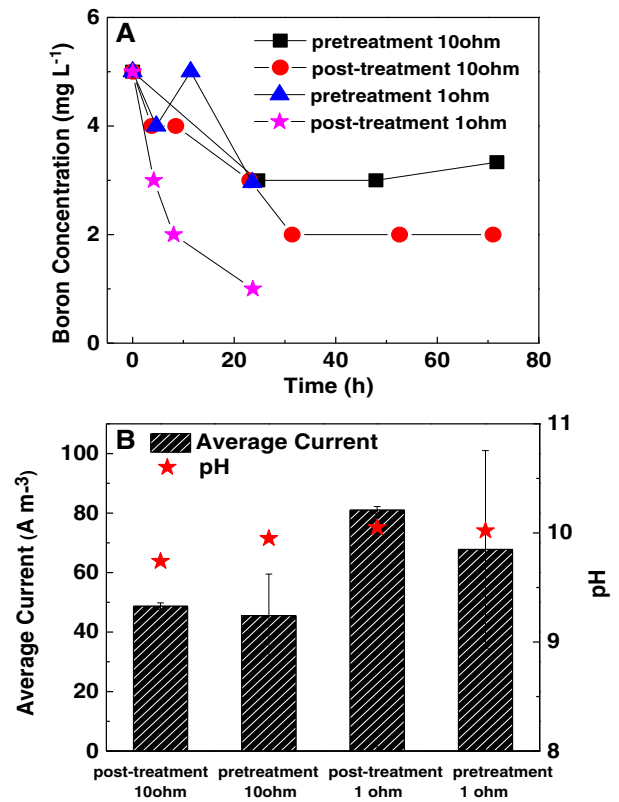 A
pretreatment 10ohm
post-treatment 10ohm
pretreatment 1ohm
post-treatment 1ohm
Boron Concentration (mg L-1)
6
4
2
0
0 20 40 60 80
Time (h)
B
Average Current
pH
Average Current (A m-3)
100
80
60
40
20
0
11
10
9
8
pH
post-treatment pretreatment post-treatment pretreatment
10ohm 10ohm 1 ohm 1 ohm